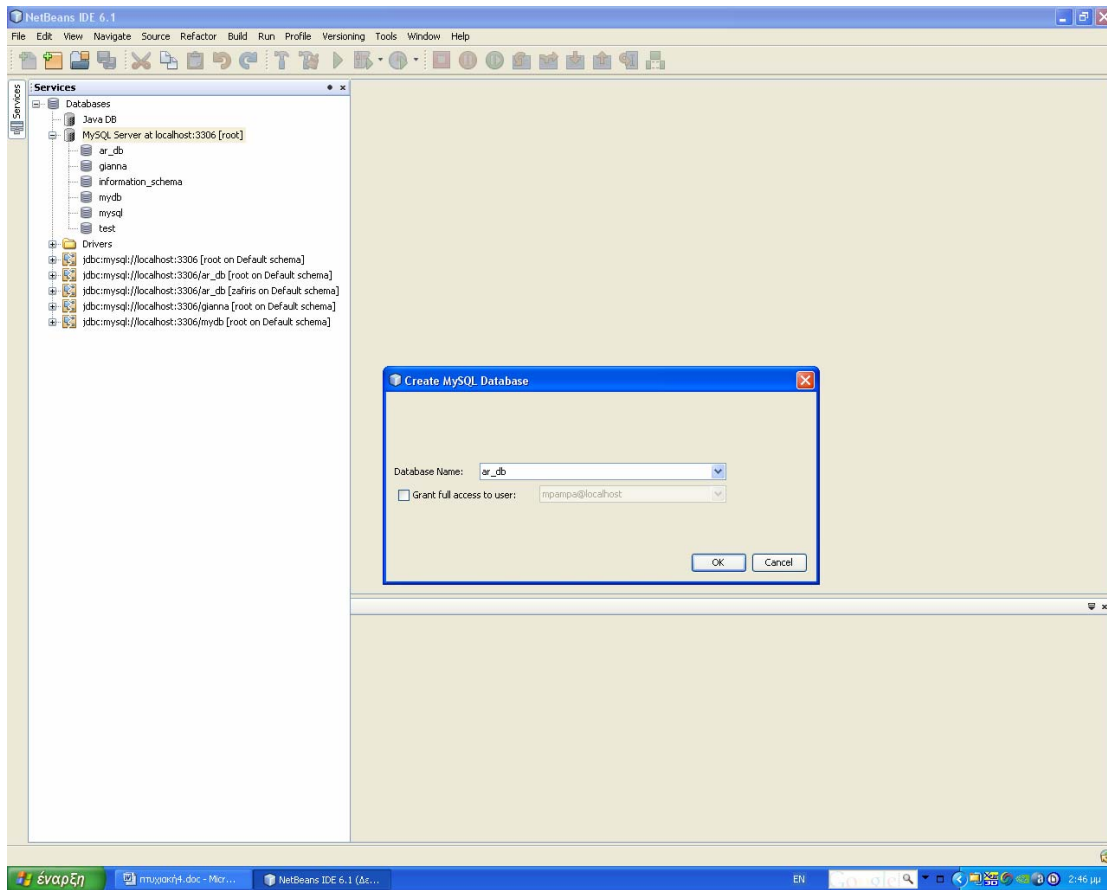 NetBeans IDE 6.1
File Edit View Navigate Source Refactor Build Run Profile Versioning Tools Window Help
Services
Services
Databases
Java DB
MySQL Server at localhost:3306 [root]
ar_db
gianna
information_schema
mydb
mysql
test
Drivers
jdbc:mysql://localhost:3306 [root on Default schema]
jdbc:mysql://localhost:3306/ar_db [root on Default schema]
jdbc:mysql://localhost:3306/ar_db [zafiris on Default schema]
jdbc:mysql://localhost:3306/gianna [root on Default schema]
jdbc:mysql://localhost:3306/mydb [root on Default schema]
Create MySQL Database
Database Name: ar_db
Grant full access to user: mpampa@localhost
OK Cancel
έναρξη πτυχιακή4.doc - Micr... NetBeans IDE 6.1 (Δε... EN Google 2:46 μμ